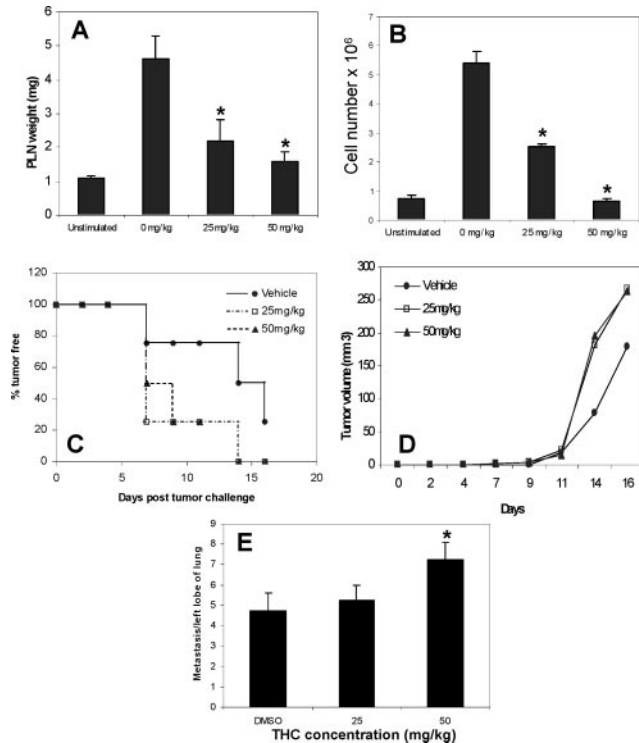 A
PLN weight (mg)
6
5
4
3
2
1
0
*
*
Unstimulated 0 mg/kg 25 mg/kg 50 mg/kg
B
Cell number x 10⁶
6
5
4
3
2
1
0
*
*
Unstimulated 0 mg/kg 25 mg/kg 50 mg/kg
C
% tumor free
120
100
80
60
40
20
0
Vehicle
25mg/kg
50mg/kg
0 5 10 15 20
Days post tumor challenge
D
Tumor volume (mm 3)
300
250
200
150
100
50
0
Vehicle
25mg/kg
50mg/kg
0 2 4 7 9 11 14 16
Days
E
Metastasis/left lobe of lung
9
8
7
6
5
4
3
2
1
0
*
DMSO 25 50
THC concentration (mg/kg)